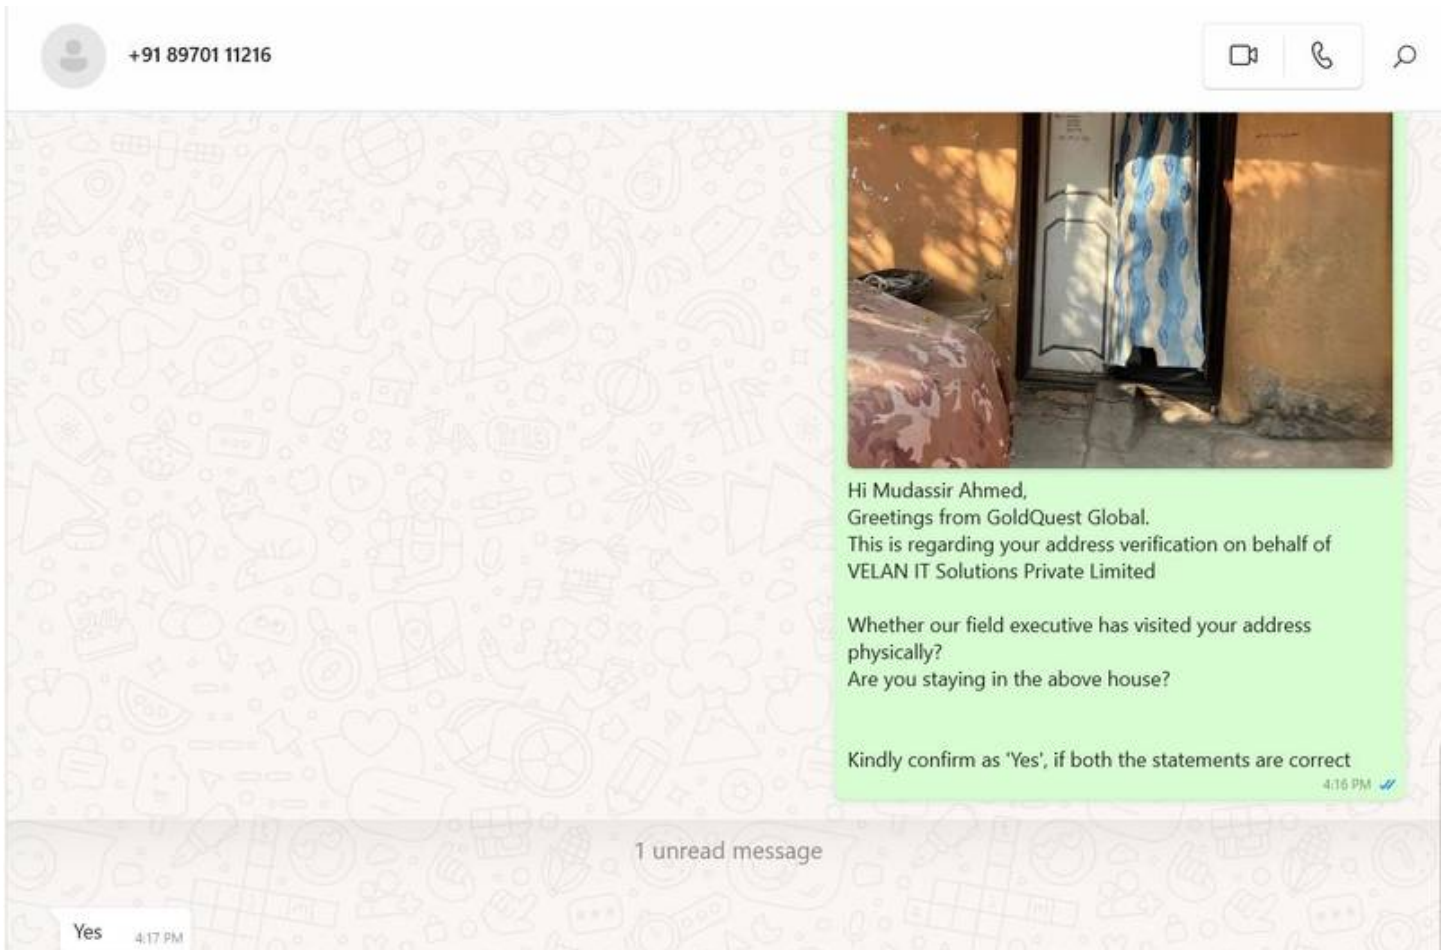 +91 89701 11216
Hi Mudassir Ahmed,
Greetings from GoldQuest Global.
This is regarding your address verification on behalf of
VELAN IT Solutions Private Limited
Whether our field executive has visited your address
physically?
Are you staying in the above house?
Kindly confirm as 'Yes', if both the statements are correct
4:16 PM
1 unread message
Yes
4:17 PM